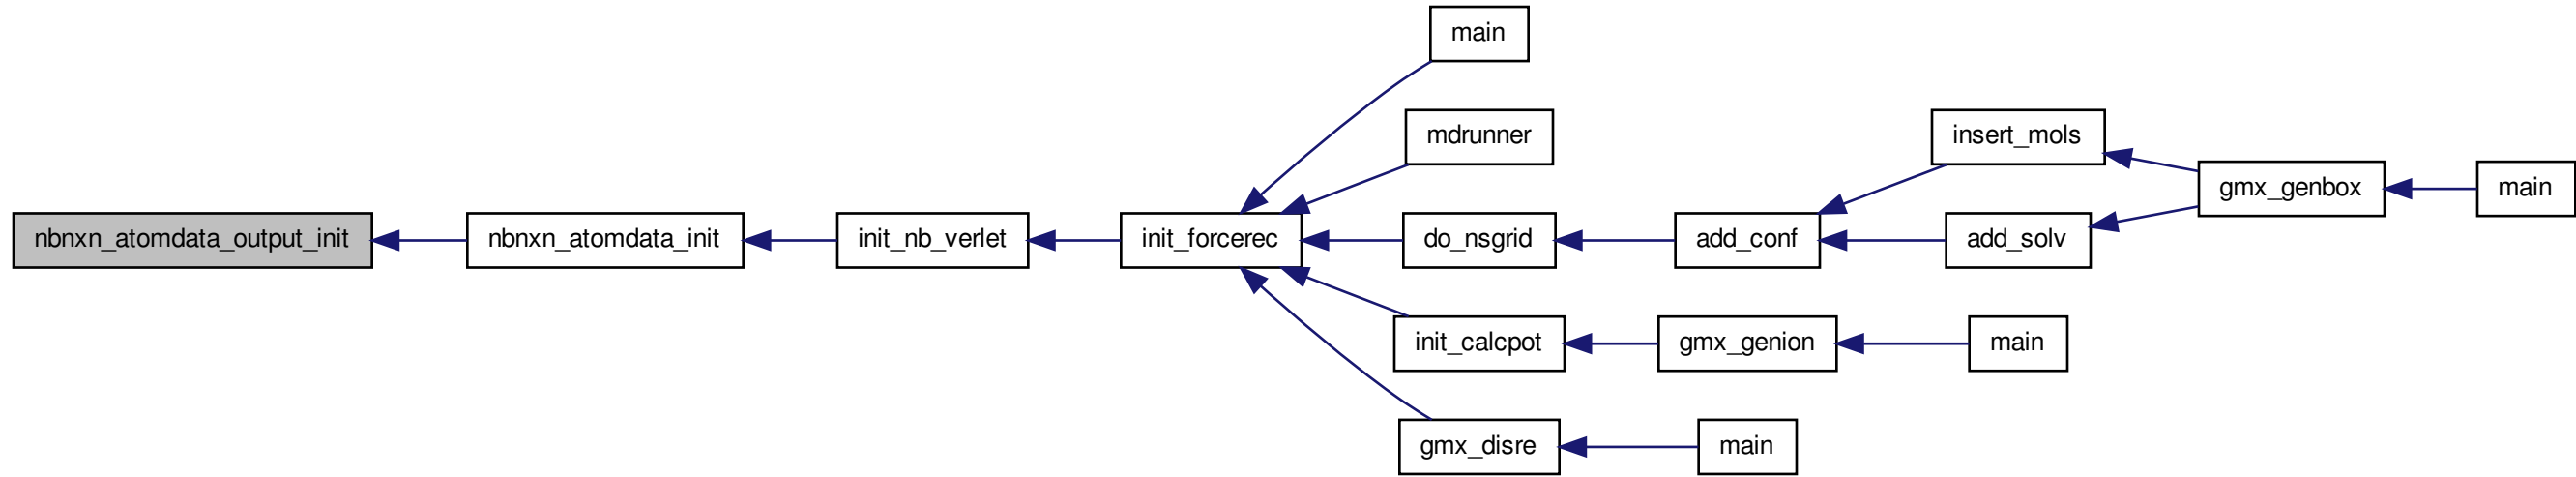 main
mdrunner
insert_mols
gmx_genbox
main
nbnxn_atomdata_output_init
nbnxn_atomdata_init
init_nb_verlet
init_forcerec
do_nsgrid
add_conf
add_solv
init_calcpot
gmx_genion
main
gmx_disre
main